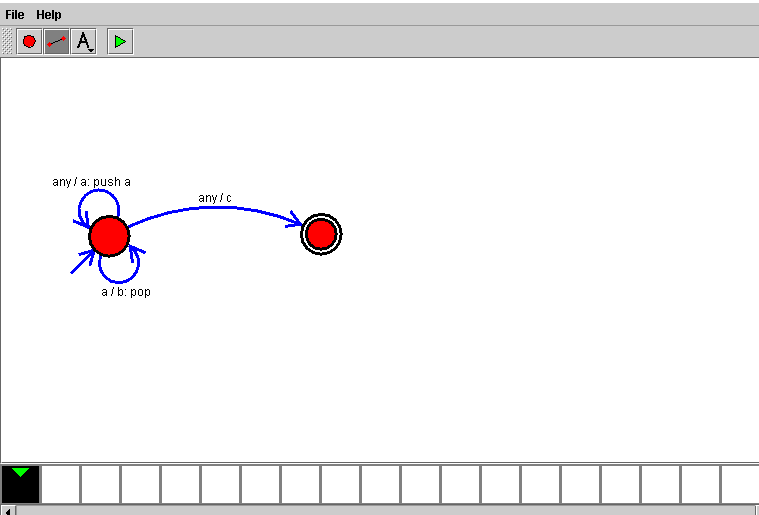 File Help
A
any / a: push a
any / c
a / b: pop